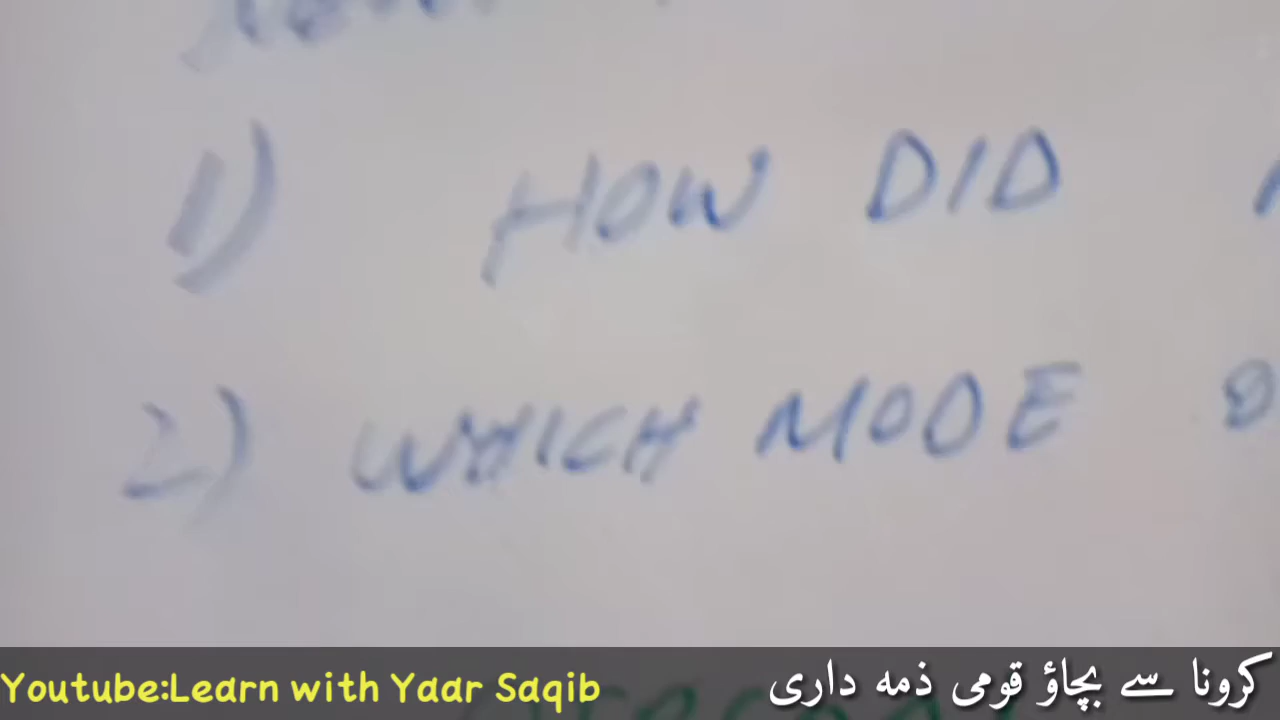 1) HOW DID
2) WHICH MODE
Youtube:Learn with Yaar Saqib
کرونا سے بچاؤ قومی ذمہ داری